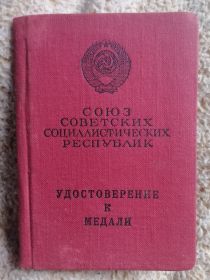 СОЮЗ
СОВЕТСКИХ
СОЦИАЛИСТИЧЕСКИХ
РЕСПУБЛИК
УДОСТОВЕРЕНИЕ
К
МЕДАЛИ